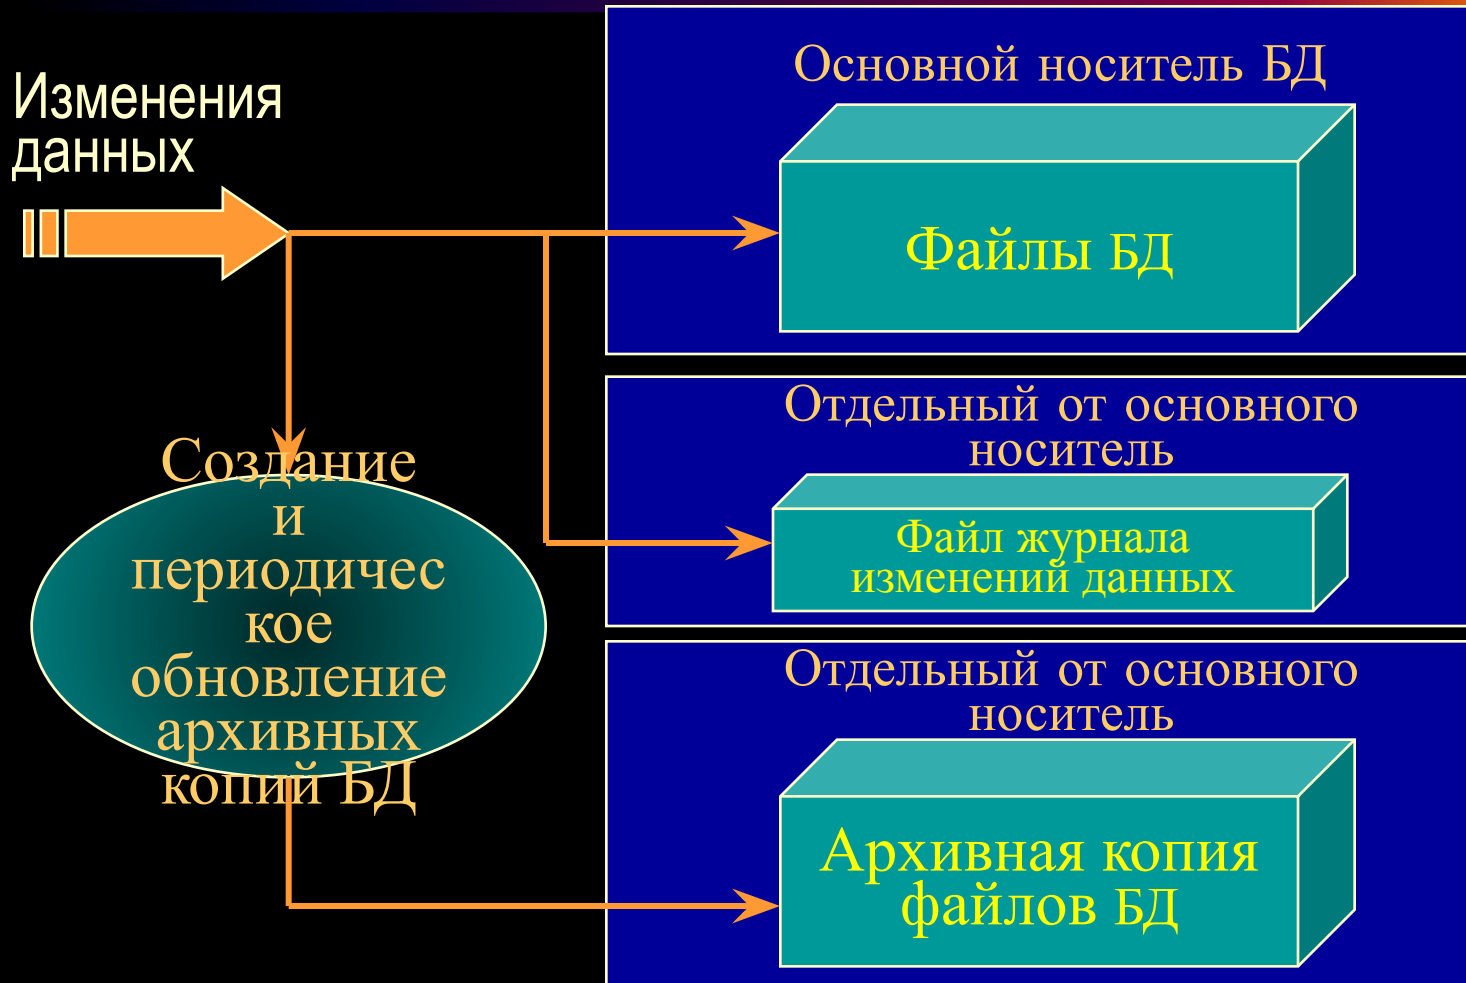 Изменения
данных
Основной носитель БД
Файлы БД
Отдельный от основного
носитель
Файл журнала
изменений данных
Создание
и
периодичес
кое
обновление
архивных
копий БД
Отдельный от основного
носитель
Архивная копия
файлов БД